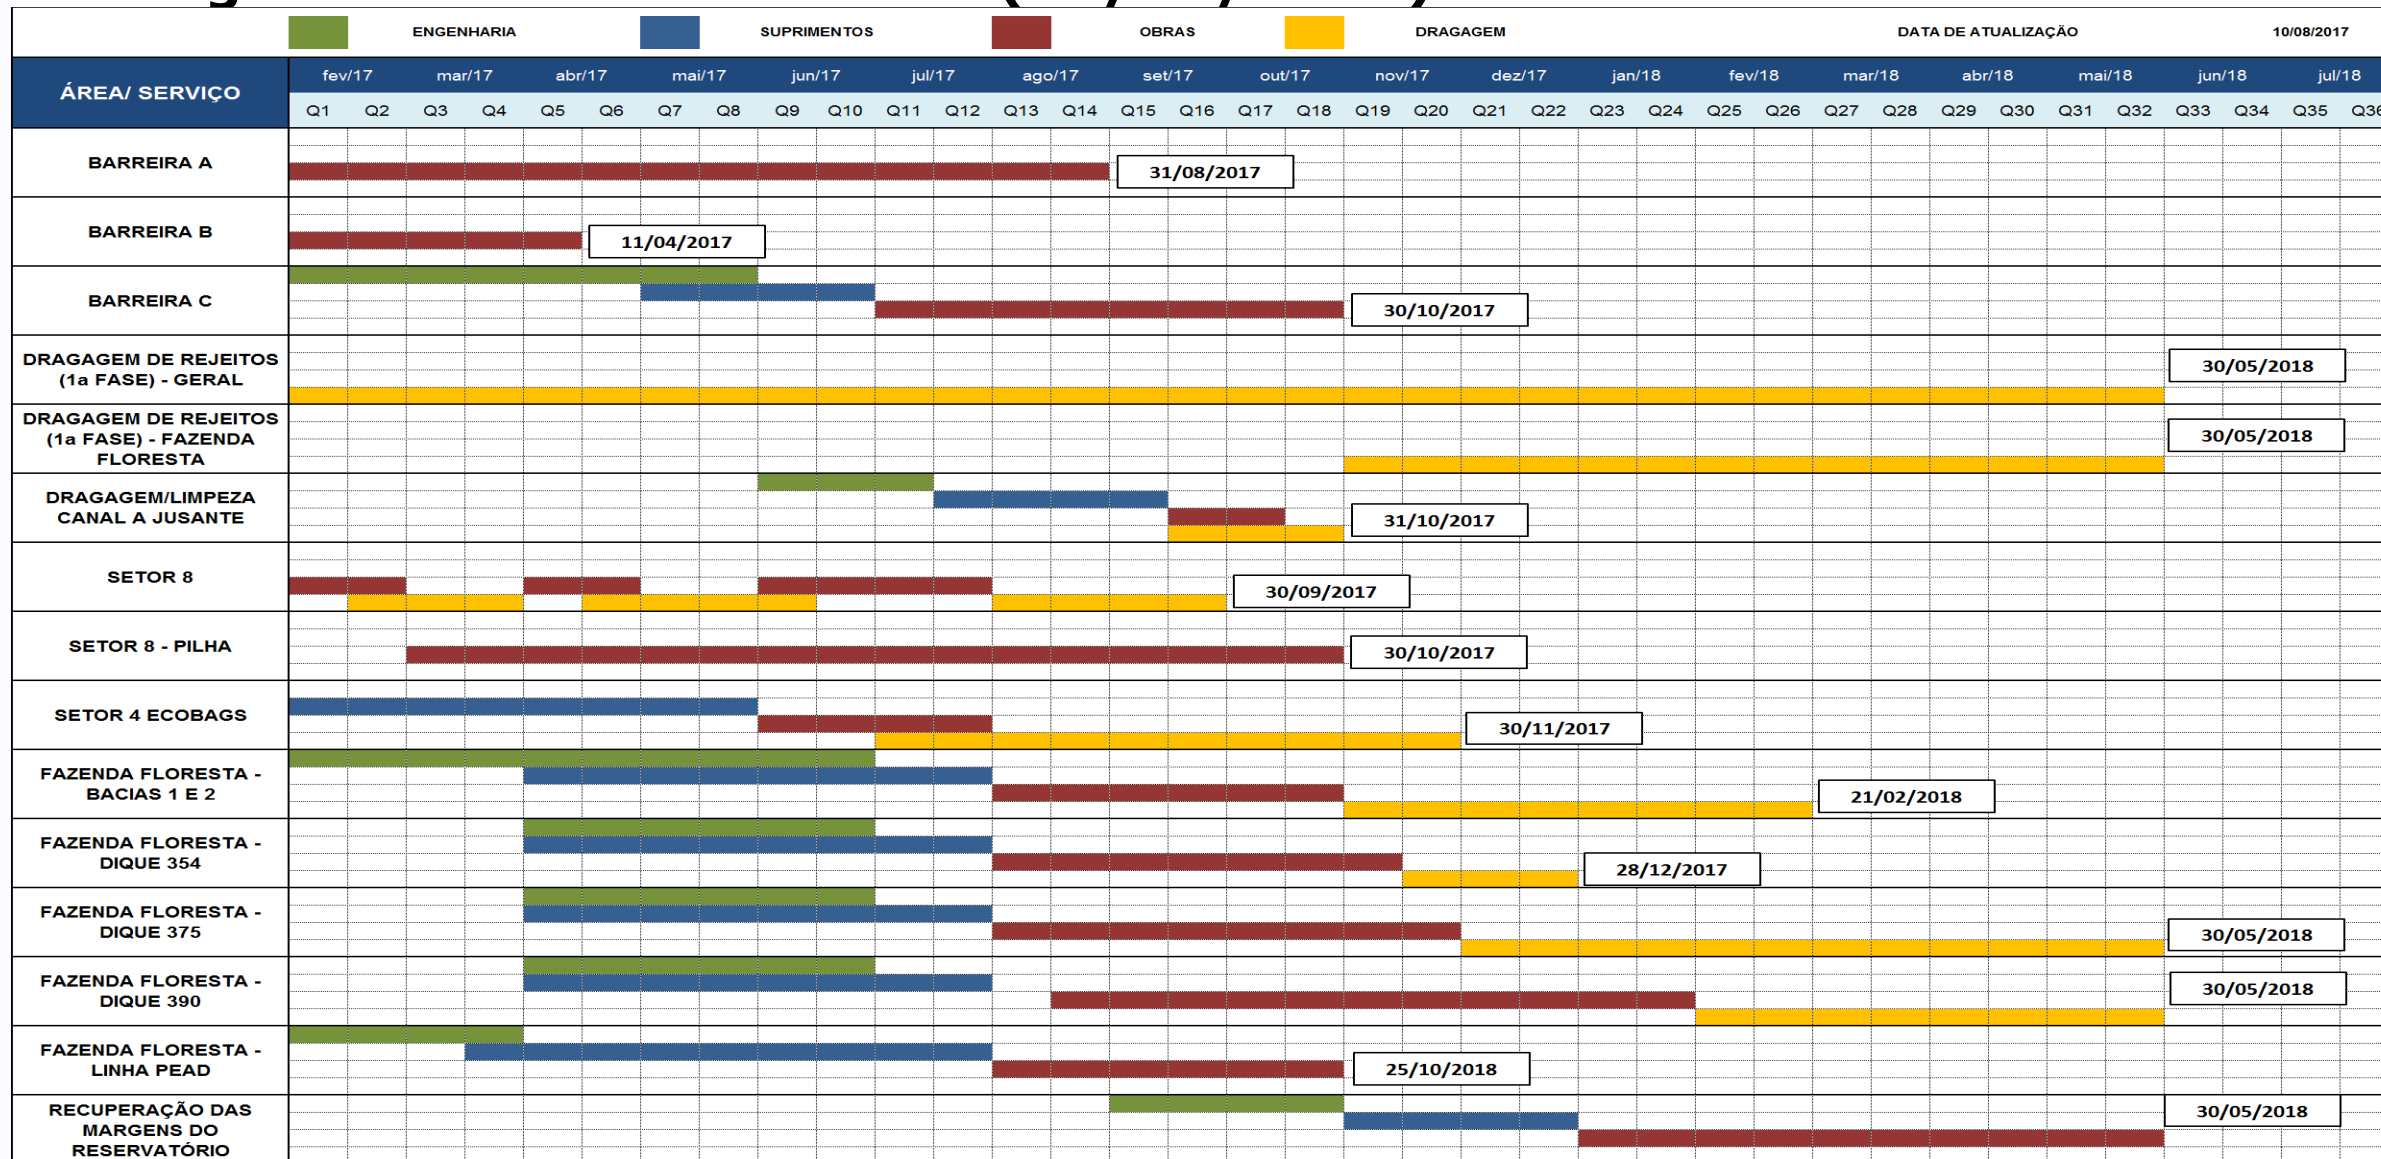 ENGENHARIA SUPRIMENTOS OBRAS DRAGAGEM DATA DE ATUALIZAÇÃO 10/08/2017
ÁREA/ SERVIÇO
fev/17 mar/17 abr/17 mai/17 jun/17 jul/17 ago/17 set/17 out/17 nov/17 dez/17 jan/18 fev/18 mar/18 abr/18 mai/18 jun/18 jul/18
Q1 Q2 Q3 Q4 Q5 Q6 Q7 Q8 Q9 Q10 Q11 Q12 Q13 Q14 Q15 Q16 Q17 Q18 Q19 Q20 Q21 Q22 Q23 Q24 Q25 Q26 Q27 Q28 Q29 Q30 Q31 Q32 Q33 Q34 Q35 Q36
BARREIRA A
31/08/2017
BARREIRA B
11/04/2017
BARREIRA C
30/10/2017
DRAGAGEM DE REJEITOS
(1a FASE) - GERAL
30/05/2018
DRAGAGEM DE REJEITOS
(1a FASE) - FAZENDA
FLORESTA
30/05/2018
DRAGAGEM/LIMPEZA
CANAL A JUSANTE
31/10/2017
SETOR 8
30/09/2017
SETOR 8 - PILHA
30/10/2017
SETOR 4 ECOBAGS
30/11/2017
FAZENDA FLORESTA -
BACIAS 1 E 2
21/02/2018
FAZENDA FLORESTA -
DIQUE 354
28/12/2017
FAZENDA FLORESTA -
DIQUE 375
30/05/2018
FAZENDA FLORESTA -
DIQUE 390
30/05/2018
FAZENDA FLORESTA -
LINHA PEAD
25/10/2018
RECUPERAÇÃO DAS
MARGENS DO
RESERVATÓRIO
30/05/2018